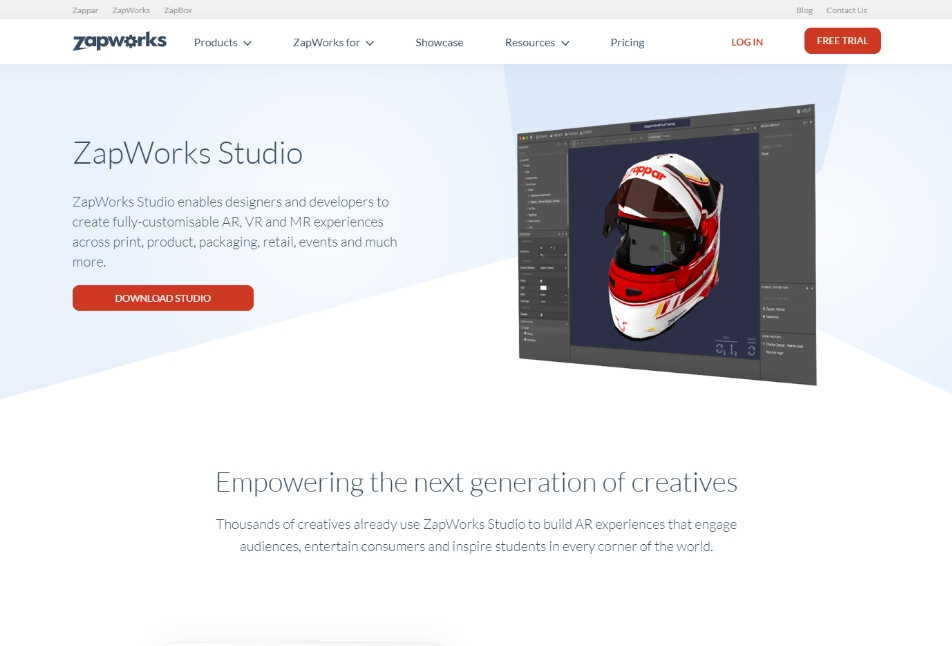 Zappar ZapWorks ZapBox Blog Contact Us
zapworks Products ZapWorks for Showcase Resources Pricing LOG IN FREE TRIAL
ZapWorks Studio
ZapWorks Studio enables designers and developers to
create fully-customisable AR, VR and MR experiences
across print, product, packaging, retail, events and much
more.
DOWNLOAD STUDIO
HELP
zappar
Empowering the next generation of creatives
Thousands of creatives already use ZapWorks Studio to build AR experiences that engage
audiences, entertain consumers and inspire students in every corner of the world.